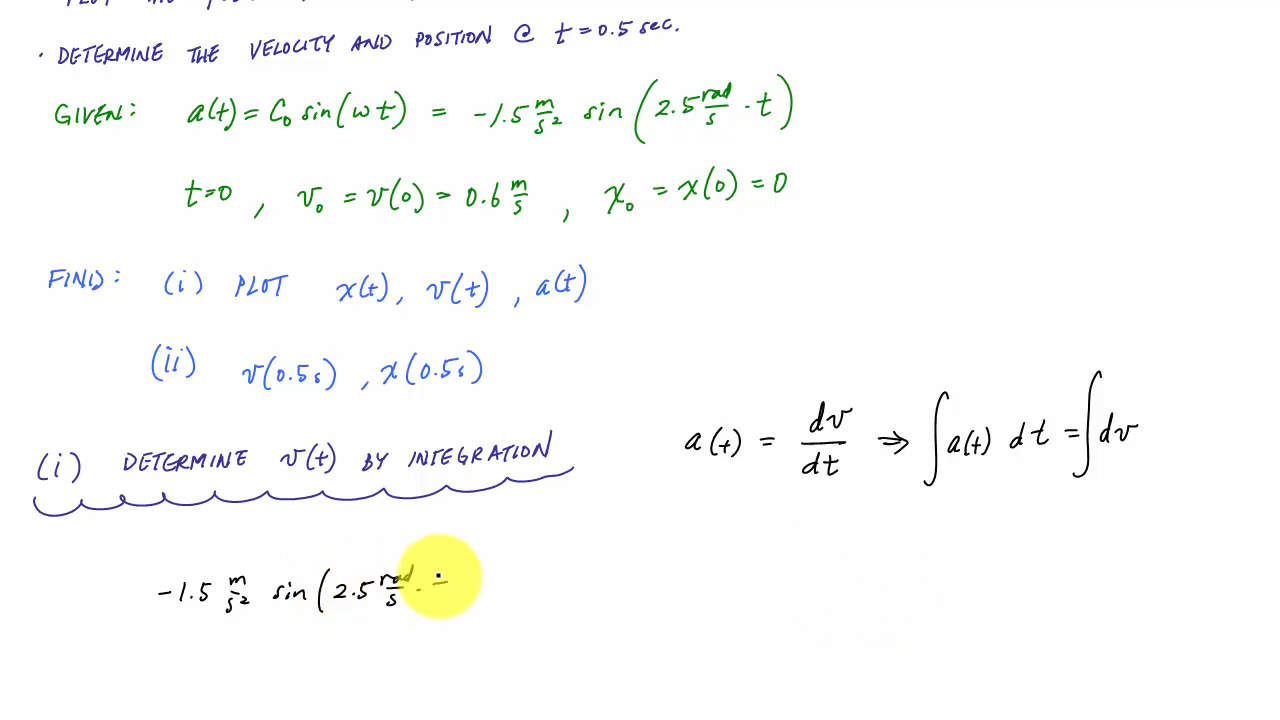 · DETERMINE THE VELOCITY AND POSITION @ t = 0.5 sec.
GIVEN: a(t) = C₀ sin(ωt) = -1.5 m/s² sin(2.5 rad/s · t)
t=0, v₀ = v(0) = 0.6 m/s, x₀ = x(0) = 0
FIND: (i) PLOT x(t), v(t), a(t)
(ii) v(0.5s), x(0.5s)
a(t) = dv/dt ⇒ ∫a(t) dt = ∫dv
(i) DETERMINE v(t) BY INTEGRATION
-1.5 m/s² sin(2.5 rad/s ·